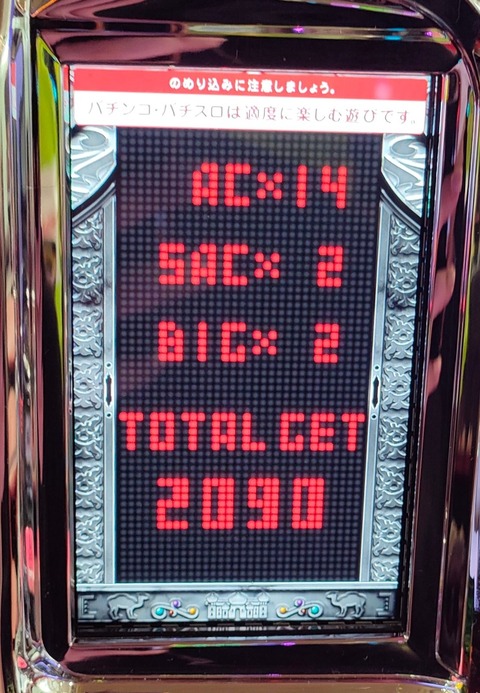 のめり込みに注意しましょう。
パチンコ・パチスロは適度に楽しむ遊びです。
AC×14
SAC× 2
BIG× 2
TOTAL GET
2090